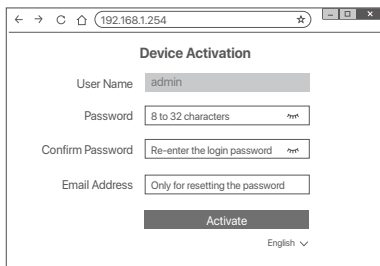 192.168.1.254
Device Activation
User Name admin
Password 8 to 32 characters
Confirm Password Re-enter the login password
Email Address Only for resetting the password
Activate
English